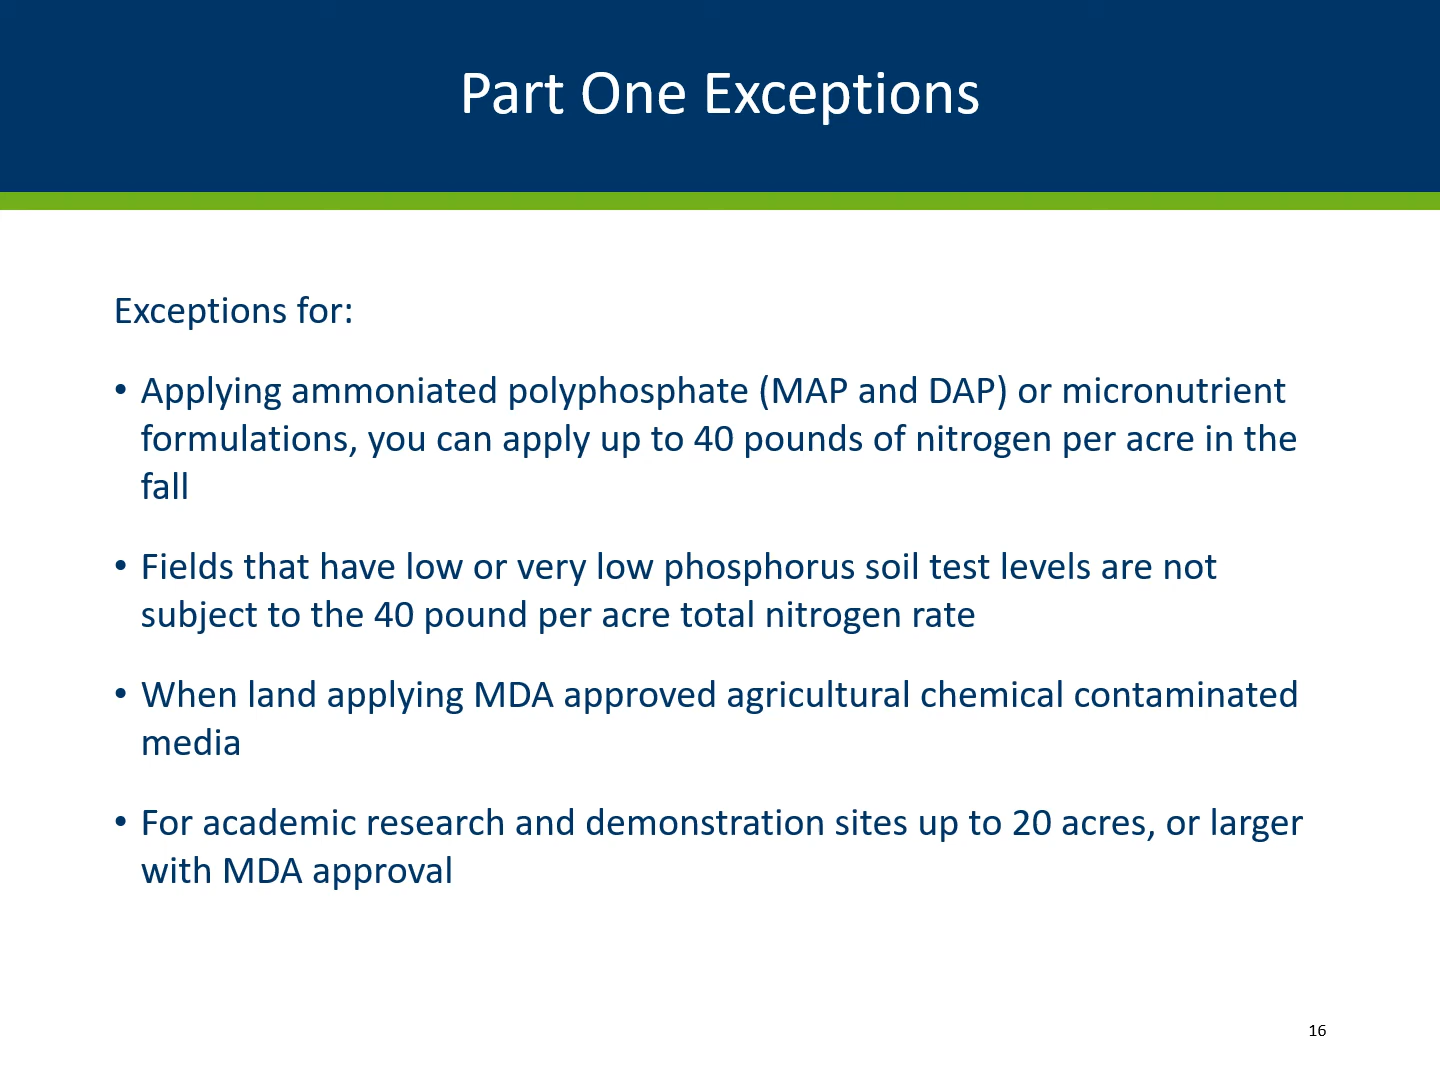 Part One Exceptions
Exceptions for:
• Applying ammoniated polyphosphate (MAP and DAP) or micronutrient
formulations, you can apply up to 40 pounds of nitrogen per acre in the
fall
• Fields that have low or very low phosphorus soil test levels are not
subject to the 40 pound per acre total nitrogen rate
• When land applying MDA approved agricultural chemical contaminated
media
• For academic research and demonstration sites up to 20 acres, or larger
with MDA approval
16